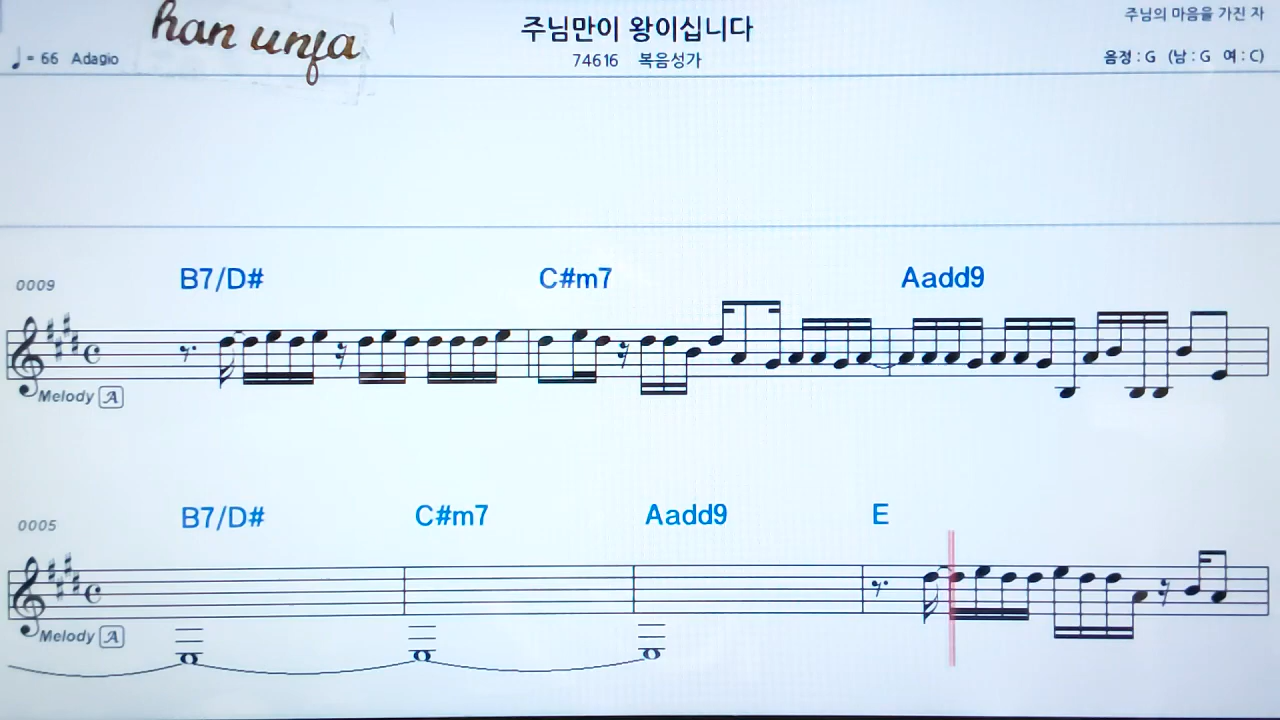 han unja
주님만이 왕이십니다
주님의 마음을 가진 자
♩= 66 Adagio
74616 복음성가
음정 : G (남 : G 여 : C)
B7/D# C#m7 Aadd9
0009
Melody A
B7/D# C#m7 Aadd9 E
0005
Melody A